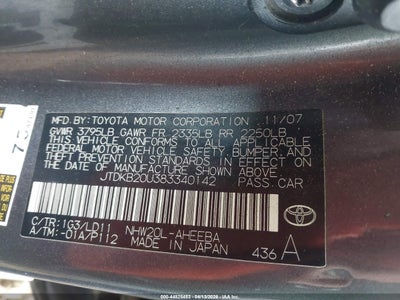 MFD. BY: TOYOTA MOTOR CORPORATION 11/07
GVWR 3795LB GAWR FR 2335LB RR 2250LB
THIS VEHICLE CONFORMS TO ALL APPLICABLE
FEDERAL MOTOR VEHICLE SAFETY, BUMPER, AND
THEFT PREVENTION STANDARDS IN EFFECT ON
THE DATE OF MANUFACTURE SHOWN ABOVE.
JTDKB20U383340142 PASS.CAR
C/TR:1G3/LD11 NHW20L-AHEEBA
A/TM:-01A/P112 MADE IN JAPAN 436 A
TOYOTA